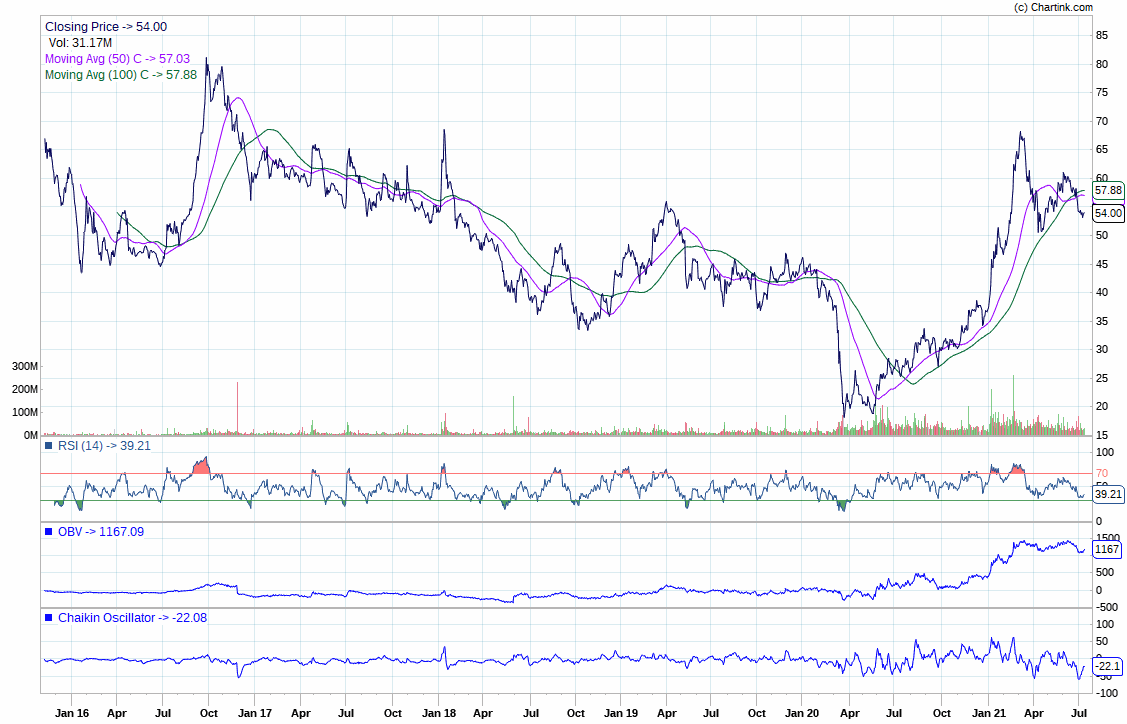 (c) Chartink.com
Closing Price -> 54.00
Vol: 31.17M
Moving Avg (50) C -> 57.03
Moving Avg (100) C -> 57.88
85
80
75
70
65
60
57.88
54.00
50
45
40
35
30
25
20
15
300M
200M
100M
0M
RSI (14) -> 39.21
100
70
50
39.21
0
OBV -> 1167.09
1500
1167
500
0
-500
Chaikin Oscillator -> -22.08
100
50
0
-22.1
-50
-100
Jan 16 Apr Jul Oct Jan 17 Apr Jul Oct Jan 18 Apr Jul Oct Jan 19 Apr Jul Oct Jan 20 Apr Jul Oct Jan 21 Apr Jul